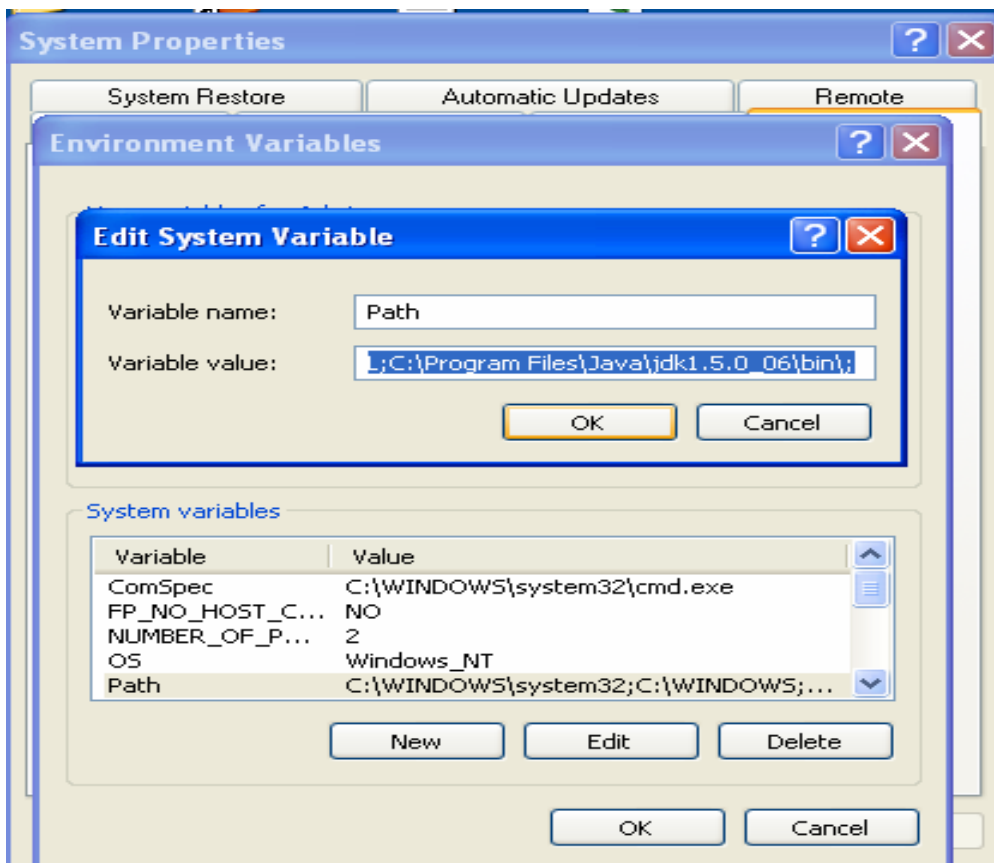 System Properties
System Restore Automatic Updates Remote
Environment Variables
Edit System Variable
Variable name: Path
Variable value: ;C:\Program Files\Java\jdk1.5.0_06\bin\;
OK Cancel
System variables
Variable Value
ComSpec C:\WINDOWS\system32\cmd.exe
FP_NO_HOST_C... NO
NUMBER_OF_P... 2
OS Windows_NT
Path C:\WINDOWS\system32;C:\WINDOWS;...
New Edit Delete
OK Cancel